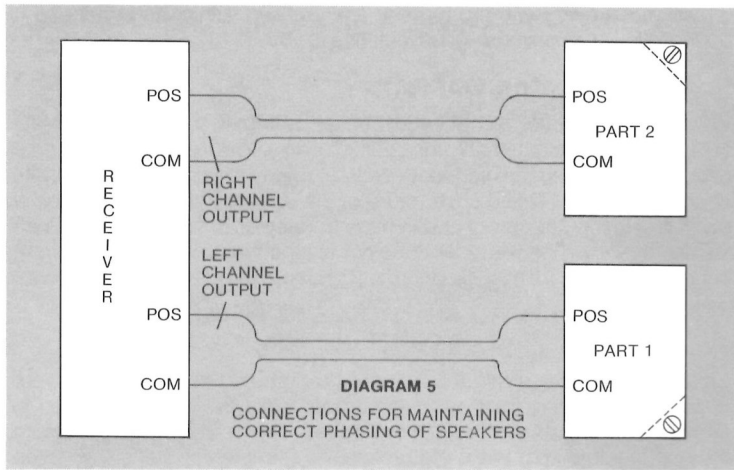 POS
COM
RECEIVER
RIGHT
CHANNEL
OUTPUT
LEFT
CHANNEL
OUTPUT
POS
COM
POS
PART 2
COM
POS
PART 1
COM
DIAGRAM 5
CONNECTIONS FOR MAINTAINING
CORRECT PHASING OF SPEAKERS